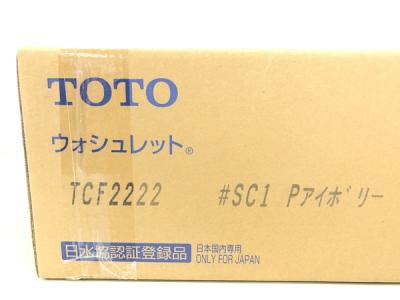 TOTO
ウォシュレット®
TCF2222 #SC1 Pアイボリー
日水協認証登録品 日本国内専用
ONLY FOR JAPAN